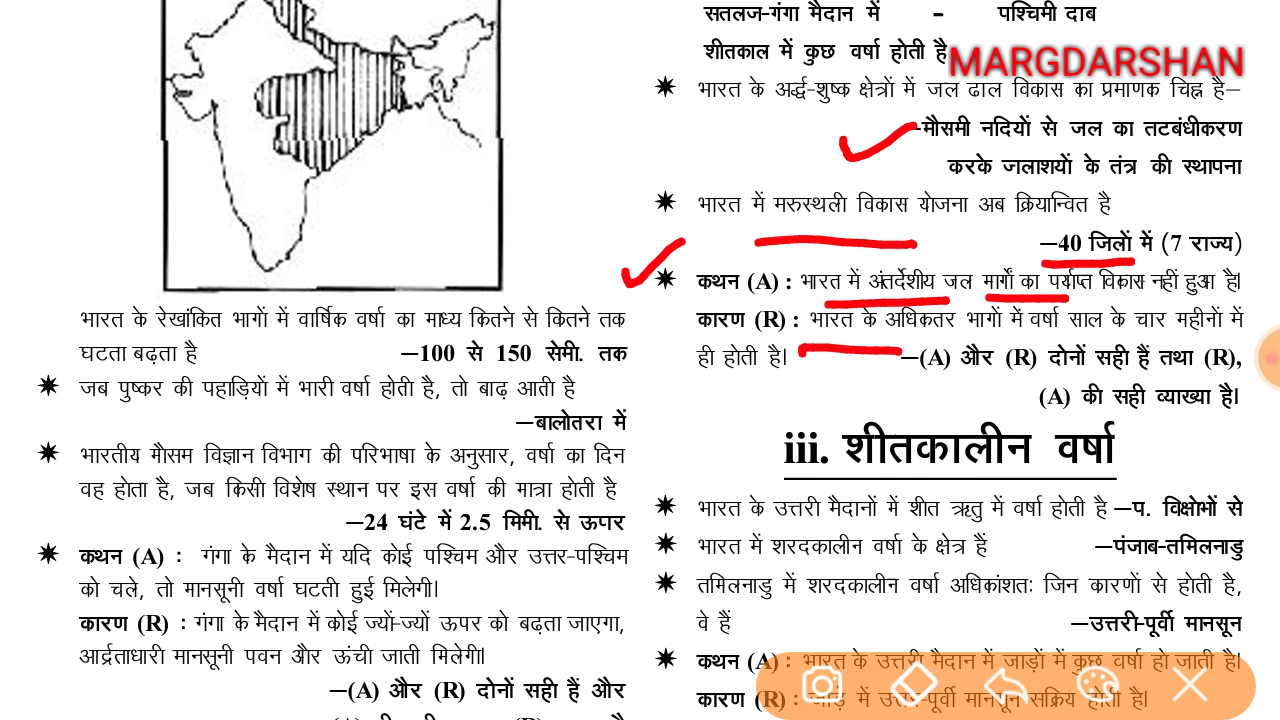 भारत के रेखांकित भागों में वार्षिक वर्षा का माध्य कितने से कितने तक
घटता बढ़ता है —100 से 150 सेमी. तक
✷ जब पुष्कर की पहाड़ियों में भारी वर्षा होती है, तो बाढ़ आती है
—बालोतरा में
✷ भारतीय मौसम विज्ञान विभाग की परिभाषा के अनुसार, वर्षा का दिन
वह होता है, जब किसी विशेष स्थान पर इस वर्षा की मात्रा होती है
—24 घंटे में 2.5 मिमी. से ऊपर
✷ कथन (A) : गंगा के मैदान में यदि कोई पश्चिम और उत्तर-पश्चिम
को चले, तो मानसूनी वर्षा घटती हुई मिलेगी।
कारण (R) : गंगा के मैदान में कोई ज्यों-ज्यों ऊपर को बढ़ता जाएगा,
आर्द्रताधारी मानसूनी पवन और ऊंची जाती मिलेगी।
—(A) और (R) दोनों सही हैं और
सतलज-गंगा मैदान में - पश्चिमी दाब
शीतकाल में कुछ वर्षा होती है
MARGDARSHAN
✷ भारत के अर्द्ध-शुष्क क्षेत्रों में जल ढाल विकास का प्रमाणक चिह्न है—
-मौसमी नदियों से जल का तटबंधीकरण
करके जलाशयों के तंत्र की स्थापना
✷ भारत में मरुस्थली विकास योजना अब क्रियान्वित है
—40 जिलों में (7 राज्य)
✷ कथन (A) : भारत में अंतर्देशीय जल मार्गों का पर्याप्त विकास नहीं हुआ है।
कारण (R) : भारत के अधिकतर भागों में वर्षा साल के चार महीनों में
ही होती है। —(A) और (R) दोनों सही हैं तथा (R),
(A) की सही व्याख्या है।
iii. शीतकालीन वर्षा
✷ भारत के उत्तरी मैदानों में शीत ऋतु में वर्षा होती है —प. विक्षोभों से
✷ भारत में शरदकालीन वर्षा के क्षेत्र हैं —पंजाब-तमिलनाडु
✷ तमिलनाडु में शरदकालीन वर्षा अधिकांशतः जिन कारणों से होती है,
वे हैं —उत्तरी-पूर्वी मानसून
✷ कथन (A) : भारत के उत्तरी मैदान में जाड़ों में कुछ वर्षा हो जाती है।
कारण (R) : जाड़े में उत्तर-पूर्वी मानसून सक्रिय होती है।